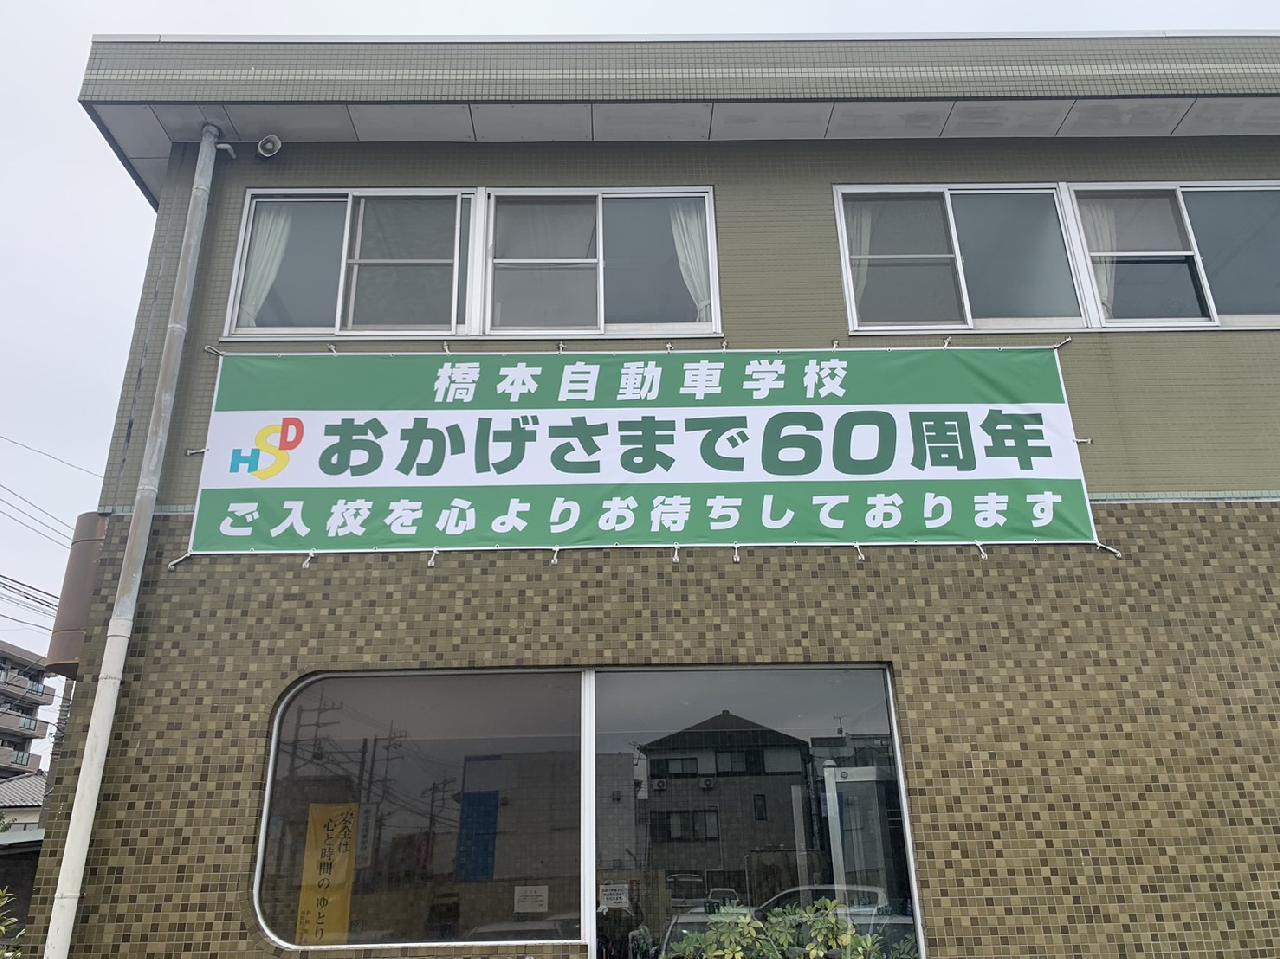 橋本自動車学校
HSD おかげさまで60周年
ご入校を心よりお待ちしております
安全は
心と時間のゆとり